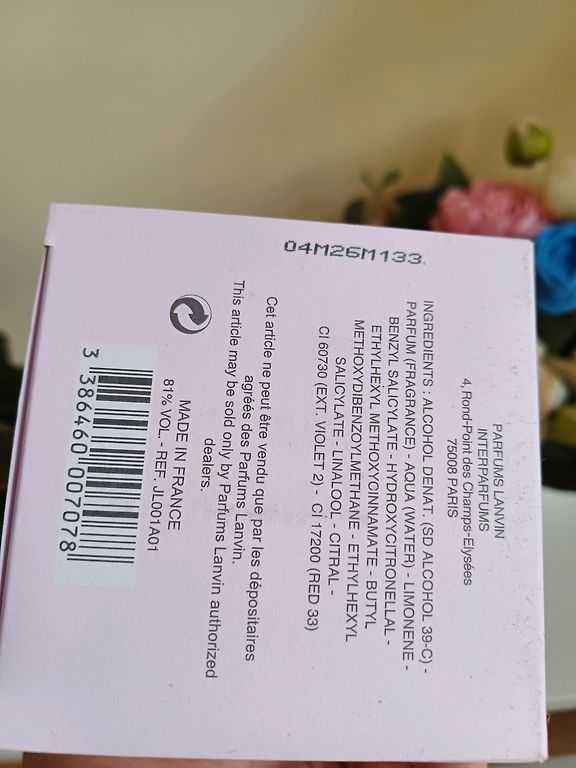 04M26M133
PARFUMS LANVIN
INTERPARFUMS
4, Rond-Point des Champs-Elysées
75008 PARIS
INGREDIENTS : ALCOHOL DENAT. (SD ALCOHOL 39-C) -
PARFUM (FRAGRANCE) - AQUA (WATER) - LIMONENE -
BENZYL SALICYLATE - HYDROXYCITRONELLAL -
ETHYLHEXYL METHOXYCINNAMATE - BUTYL
METHOXYDIBENZOYLMETHANE - ETHYLHEXYL
SALICYLATE - LINALOOL - CITRAL -
CI 60730 (EXT. VIOLET 2) - CI 17200 (RED 33)
Cet article ne peut être vendu que par les dépositaires
agréés des Parfums Lanvin.
This article may be sold only by Parfums Lanvin authorized
dealers.
MADE IN FRANCE
81% VOL. - REF. JL001A01
3 386460 007078